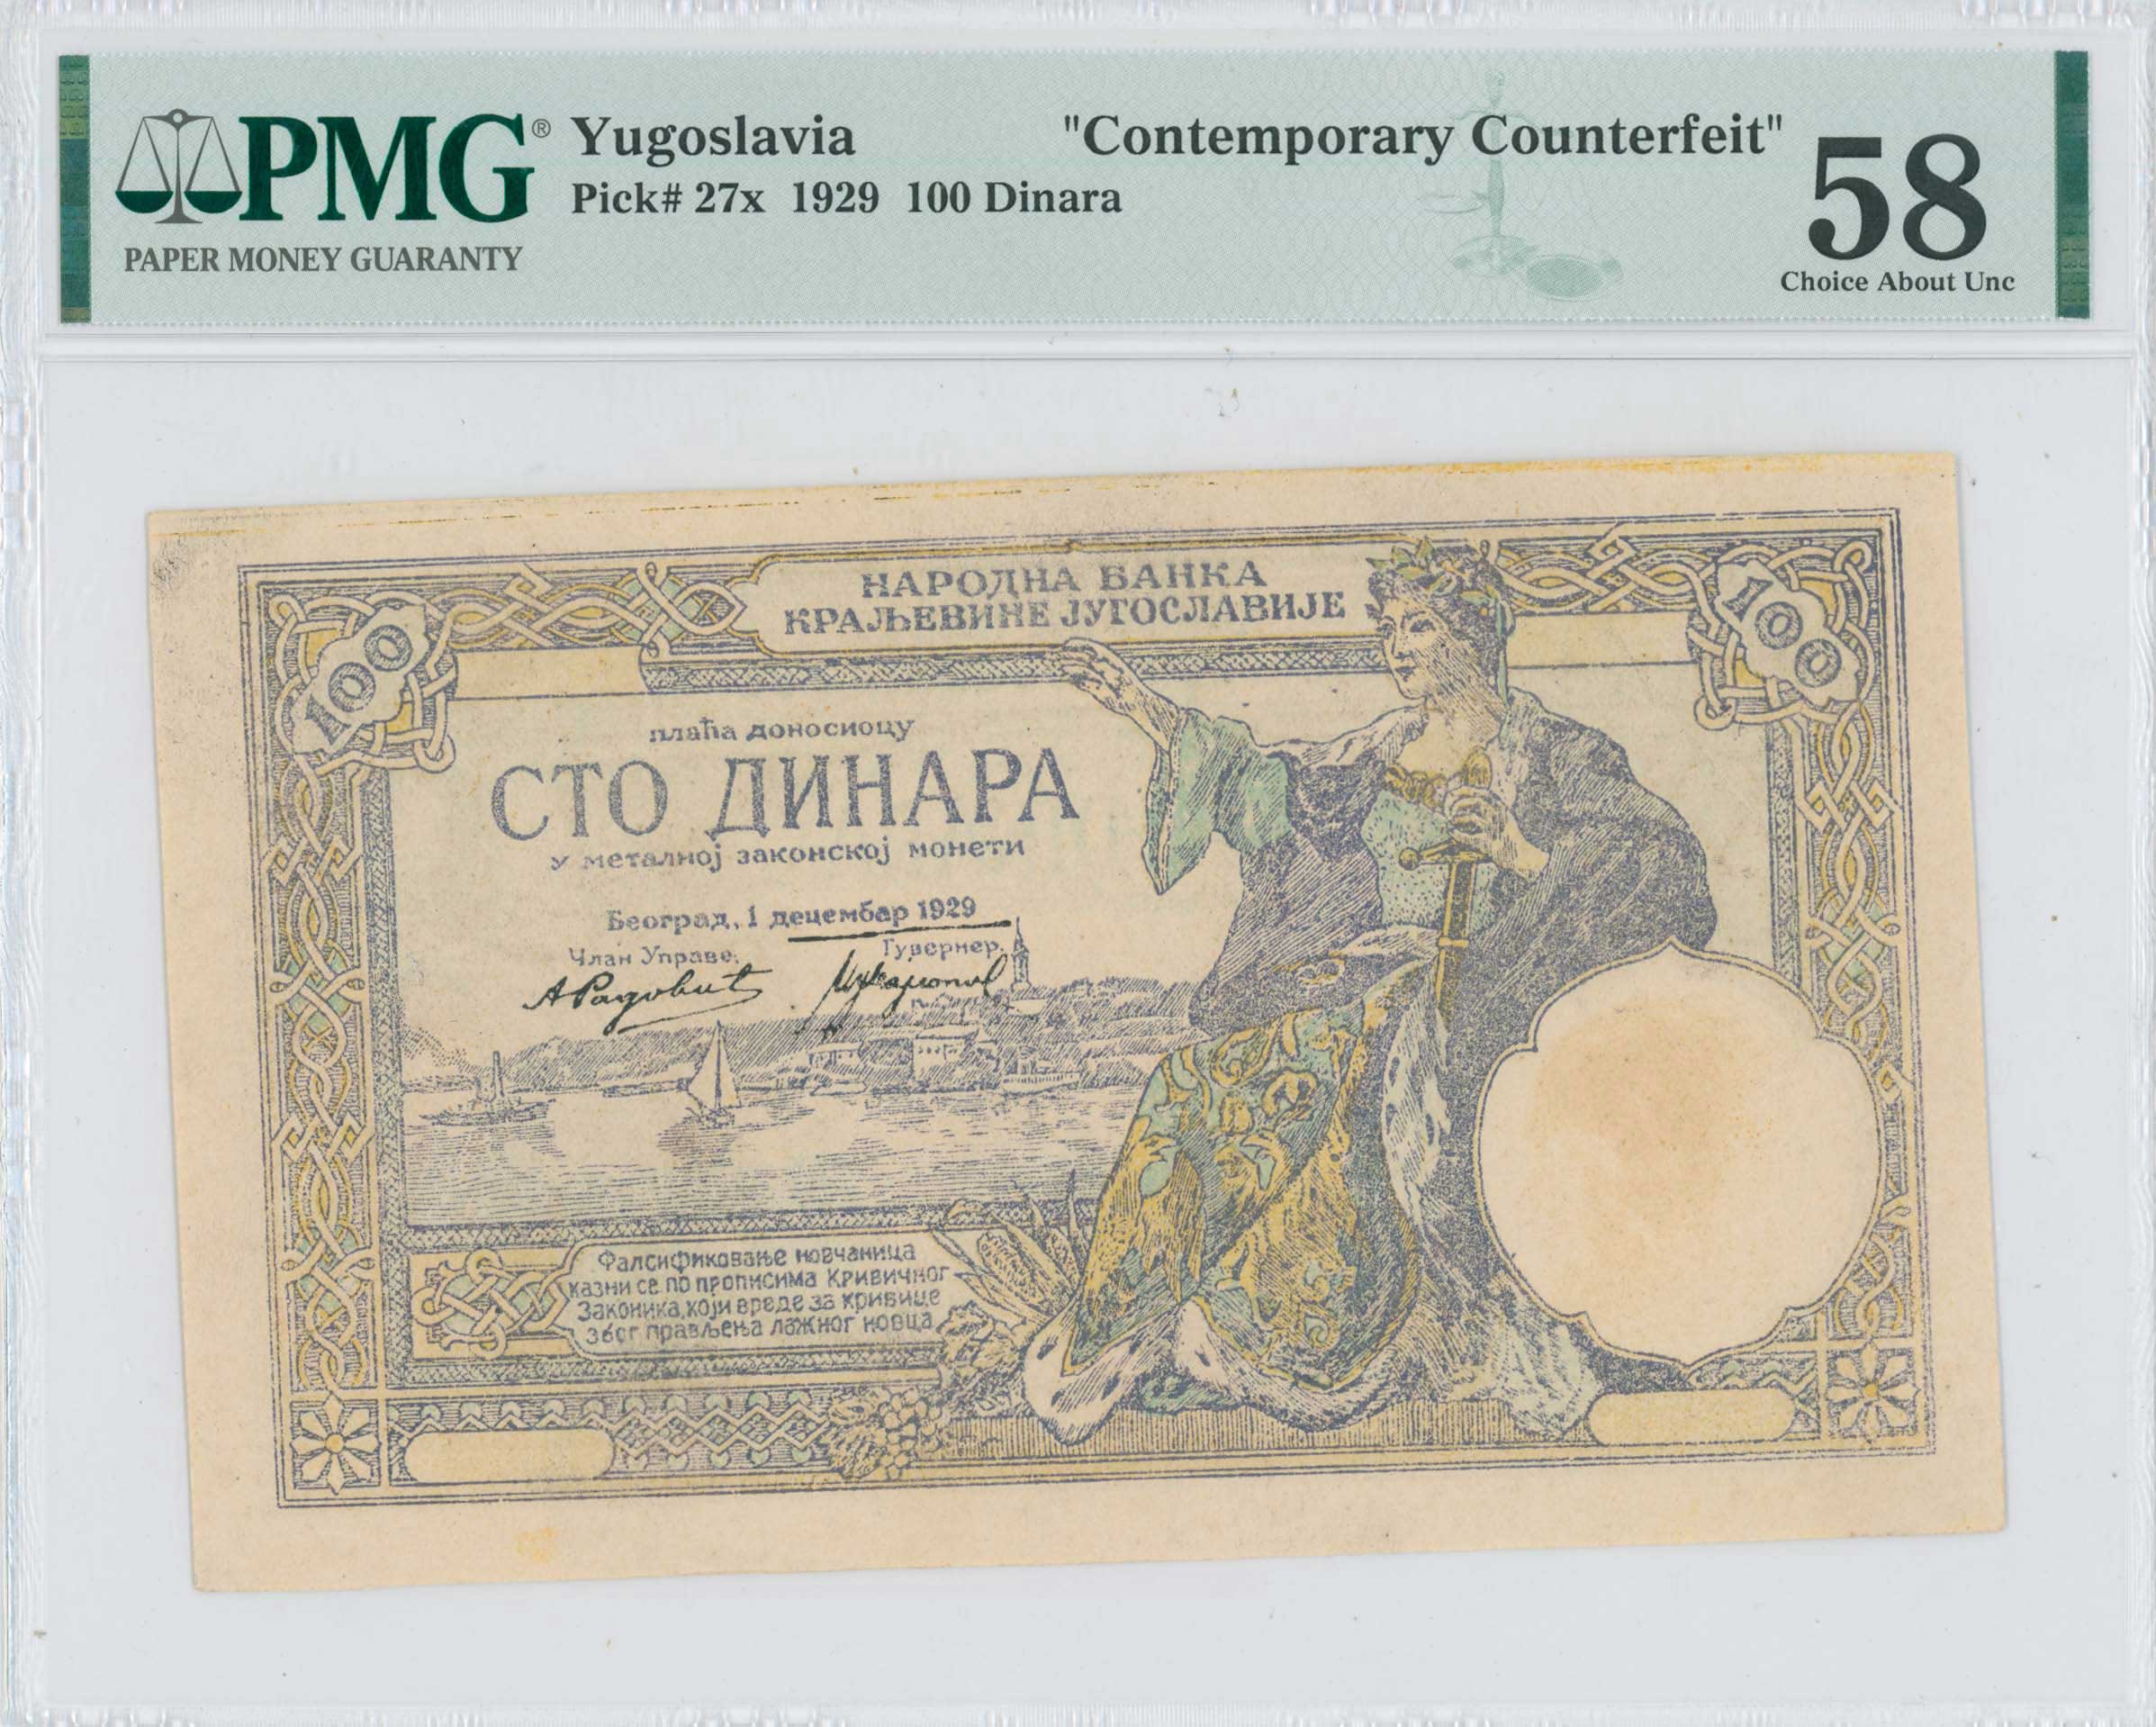 PMG®
PAPER MONEY GUARANTY
Yugoslavia "Contemporary Counterfeit"
Pick# 27x 1929 100 Dinara
58
Choice About Unc
НАРОДНА БАНКА
КРАЉЕВИНЕ ЈУГОСЛАВИЈЕ
100
100
плаћа доносиоцу
СТО ДИНАРА
у металној законској монети
Београд, 1 децембар 1929
Члан Управе, Гувернер,
А Радовић
Фалсификовање новчаница
казни се по прописима Кривичног
Законика, који вреде за кривице
због прављења лажног новца